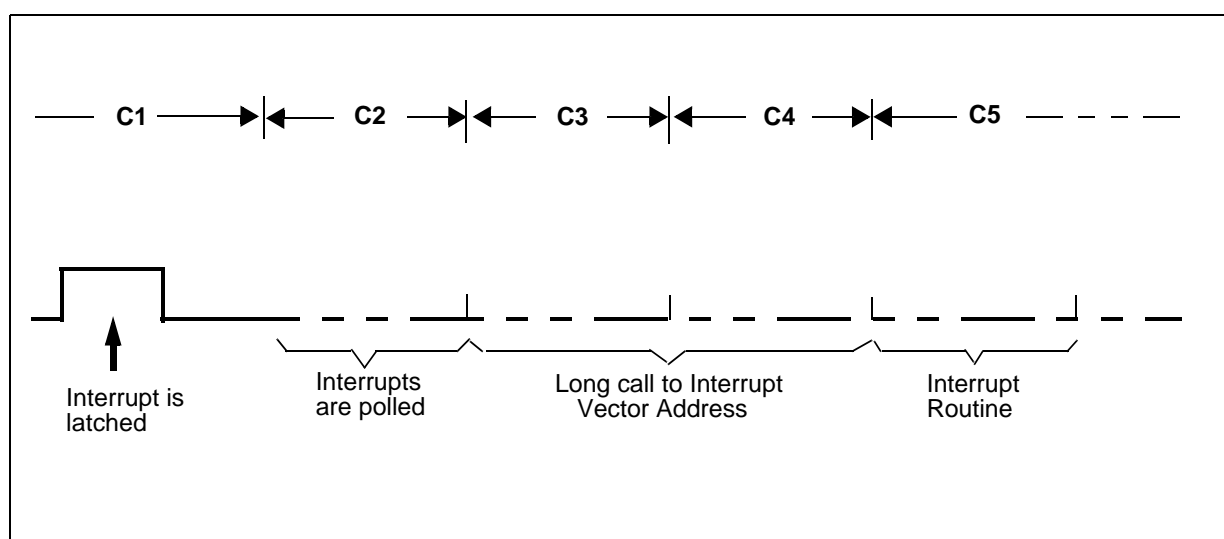 C1 C2 C3 C4 C5
Interrupt is
latched
Interrupts
are polled
Long call to Interrupt
Vector Address
Interrupt
Routine